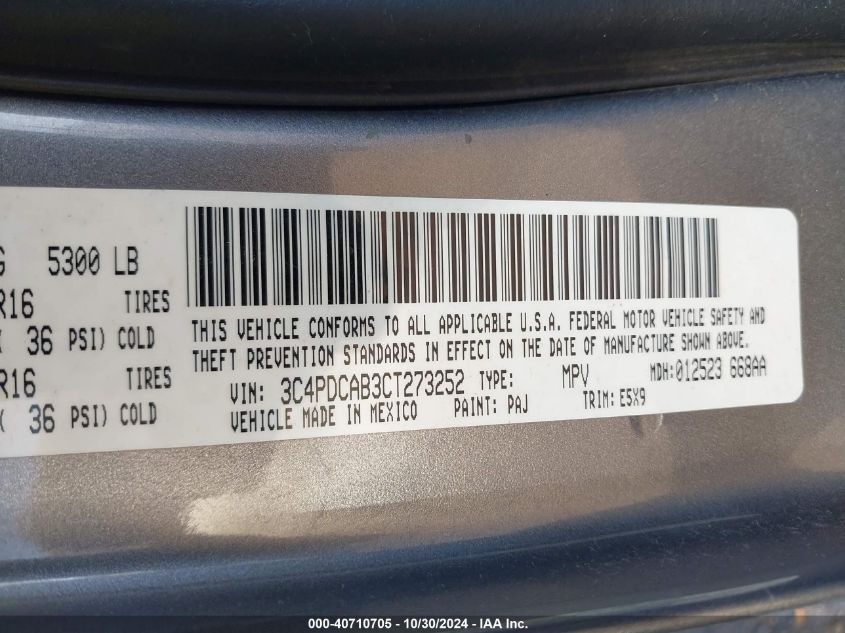 G 5300 LB
R16 TIRES
( 36 PSI) COLD
R16 TIRES
( 36 PSI) COLD
THIS VEHICLE CONFORMS TO ALL APPLICABLE U.S.A. FEDERAL MOTOR VEHICLE SAFETY AND
THEFT PREVENTION STANDARDS IN EFFECT ON THE DATE OF MANUFACTURE SHOWN ABOVE.
VIN: 3C4PDCAB3CT273252 TYPE: MPV MDH: 012523 668AA
VEHICLE MADE IN MEXICO PAINT: PAJ TRIM: E5X9
000-40710705 - 10/30/2024 - IAA Inc.